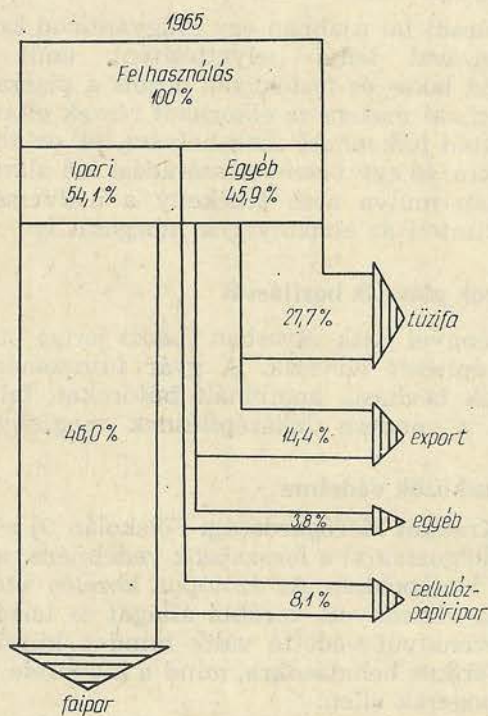 1965
Felhasználás
100%
Ipari
54,1%
Egyéb
45,9%
27,7%
tüzifa
46,0%
14,4%
export
3,8%
egyéb
8,1%
cellulóz-
papiripar
faipar